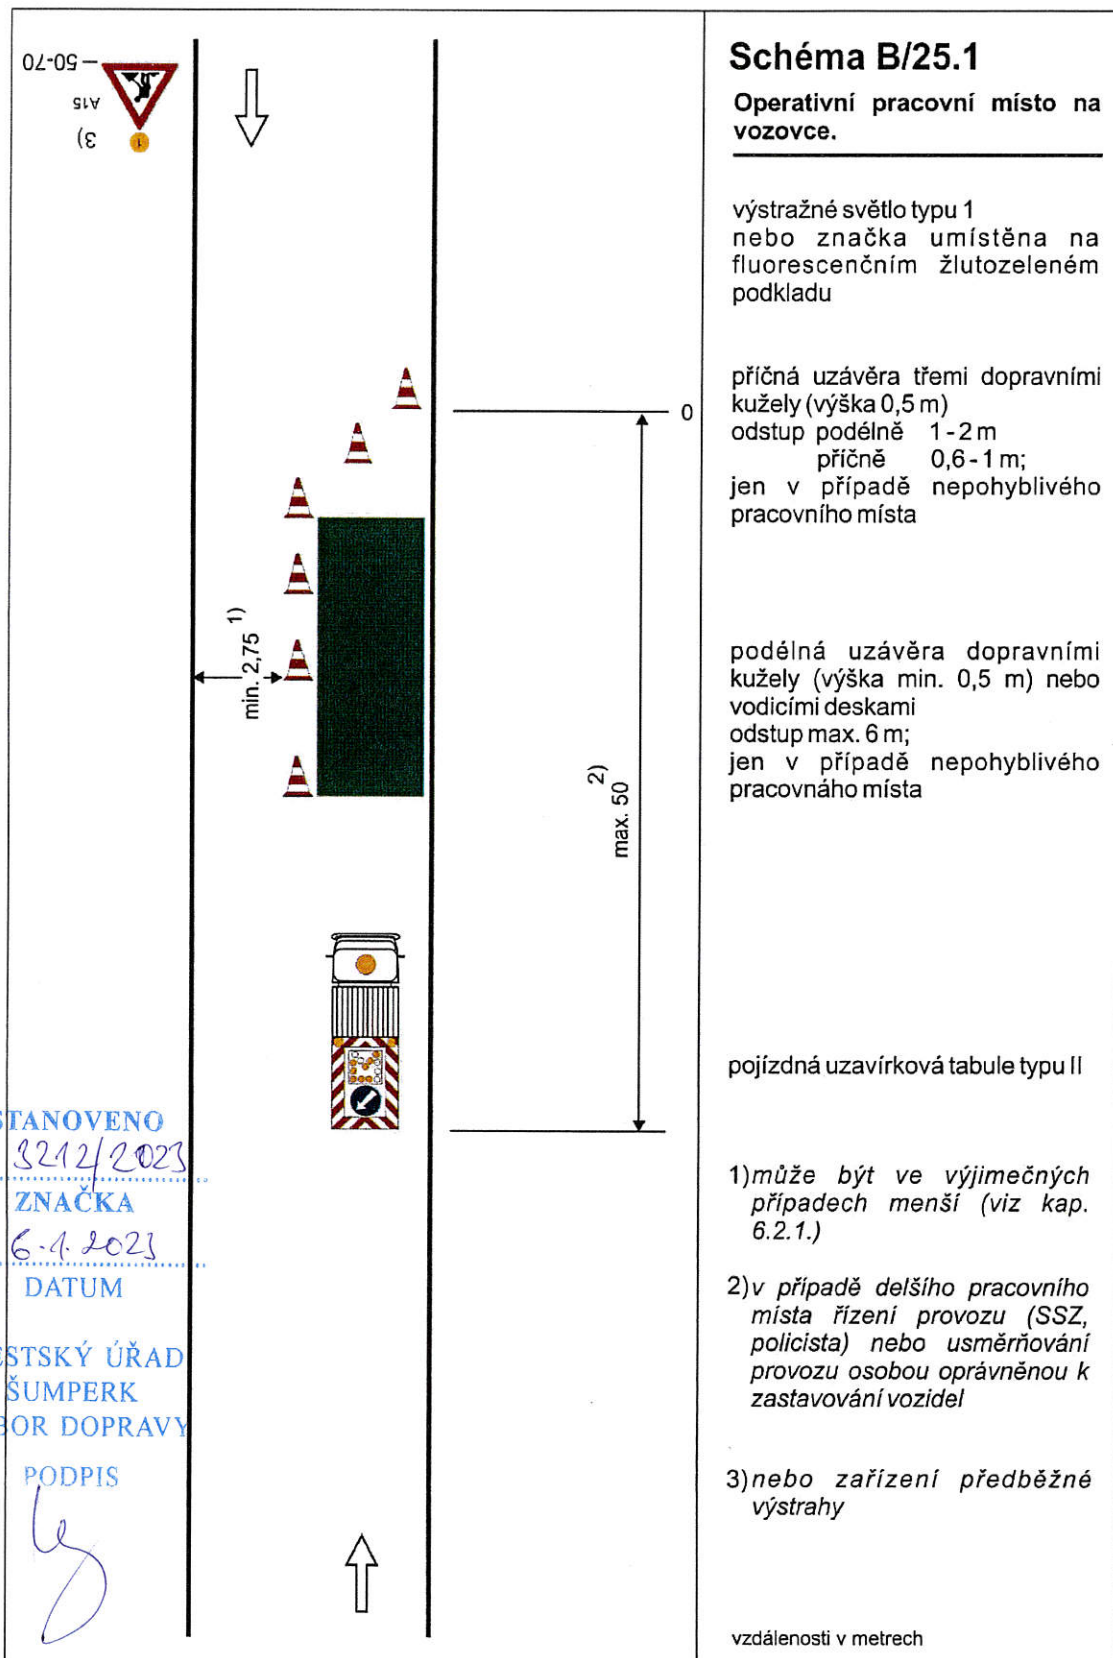 50-70
A15
3)
1
Schéma B/25.1
Operativní pracovní místo na
vozovce.
výstražné světlo typu 1
nebo značka umístěna na
fluorescenčním žlutozeleném
podkladu
0
příčná uzávěra třemi dopravními
kužely (výška 0,5 m)
odstup podélně 1-2 m
příčně 0,6-1 m;
jen v případě nepohyblivého
pracovního místa
min. 2,75 1)
podélná uzávěra dopravními
kužely (výška min. 0,5 m) nebo
vodicími deskami
odstup max. 6 m;
jen v případě nepohyblivého
pracovnáho místa
max. 50 2)
pojízdná uzavírková tabule typu II
1) může být ve výjimečných
případech menší (viz kap.
6.2.1.)
2) v případě delšího pracovního
místa řízení provozu (SSZ,
policista) nebo usměrňování
provozu osobou oprávněnou k
zastavování vozidel
3) nebo zařízení předběžné
výstrahy
vzdálenosti v metrech
STANOVENO
3212/2023
ZNAČKA
6.1.2023
DATUM
ĚSTSKÝ ÚŘAD
ŠUMPERK
BOR DOPRAVY
PODPIS